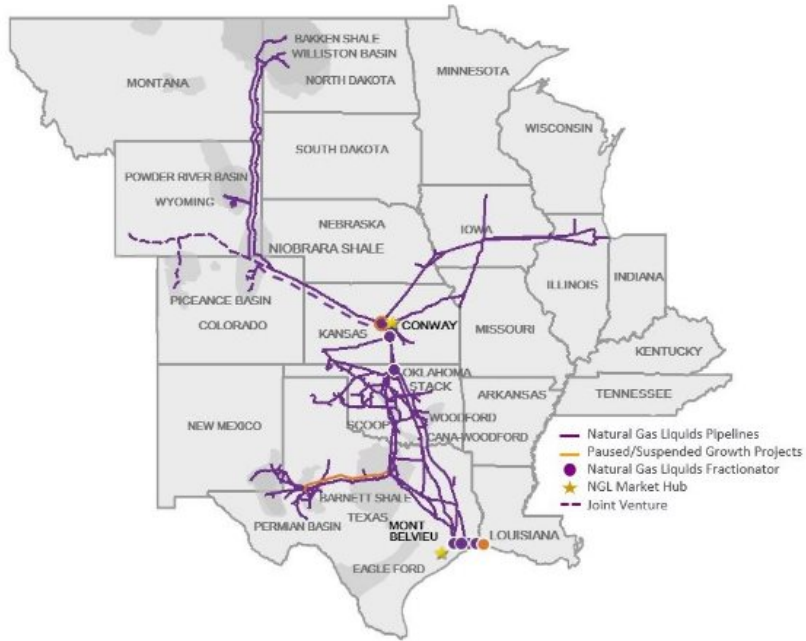 BAKKEN SHALE
WILLISTON BASIN
MONTANA
NORTH DAKOTA
MINNESOTA
WISCONSIN
SOUTH DAKOTA
POWDER RIVER BASIN
WYOMING
NEBRASKA
IOWA
NIOBRARA SHALE
ILLINOIS
INDIANA
PICEANCE BASIN
COLORADO
KANSAS
CONWAY
MISSOURI
KENTUCKY
OKLAHOMA
STACK
ARKANSAS
TENNESSEE
NEW MEXICO
SCOOP
WOODFORD
CANA-WOODFORD
Natural Gas Liquids Pipelines
Paused/Suspended Growth Projects
Natural Gas Liquids Fractionator
NGL Market Hub
Joint Venture
BARNETT SHALE
TEXAS
PERMIAN BASIN
MONT
BELVIEU
LOUISIANA
EAGLE FORD